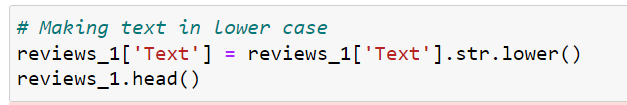 # Making text in lower case
reviews_1['Text'] = reviews_1['Text'].str.lower()
reviews_1.head()